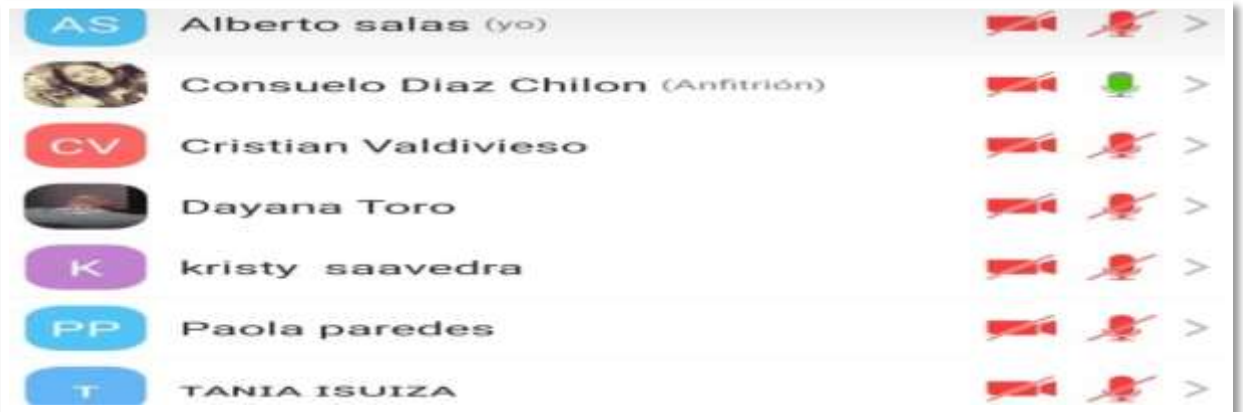 AS Alberto salas (yo)
Consuelo Diaz Chilon (Anfitrión)
CV Cristian Valdivieso
Dayana Toro
K kristy saavedra
PP Paola paredes
T TANIA ISUIZA